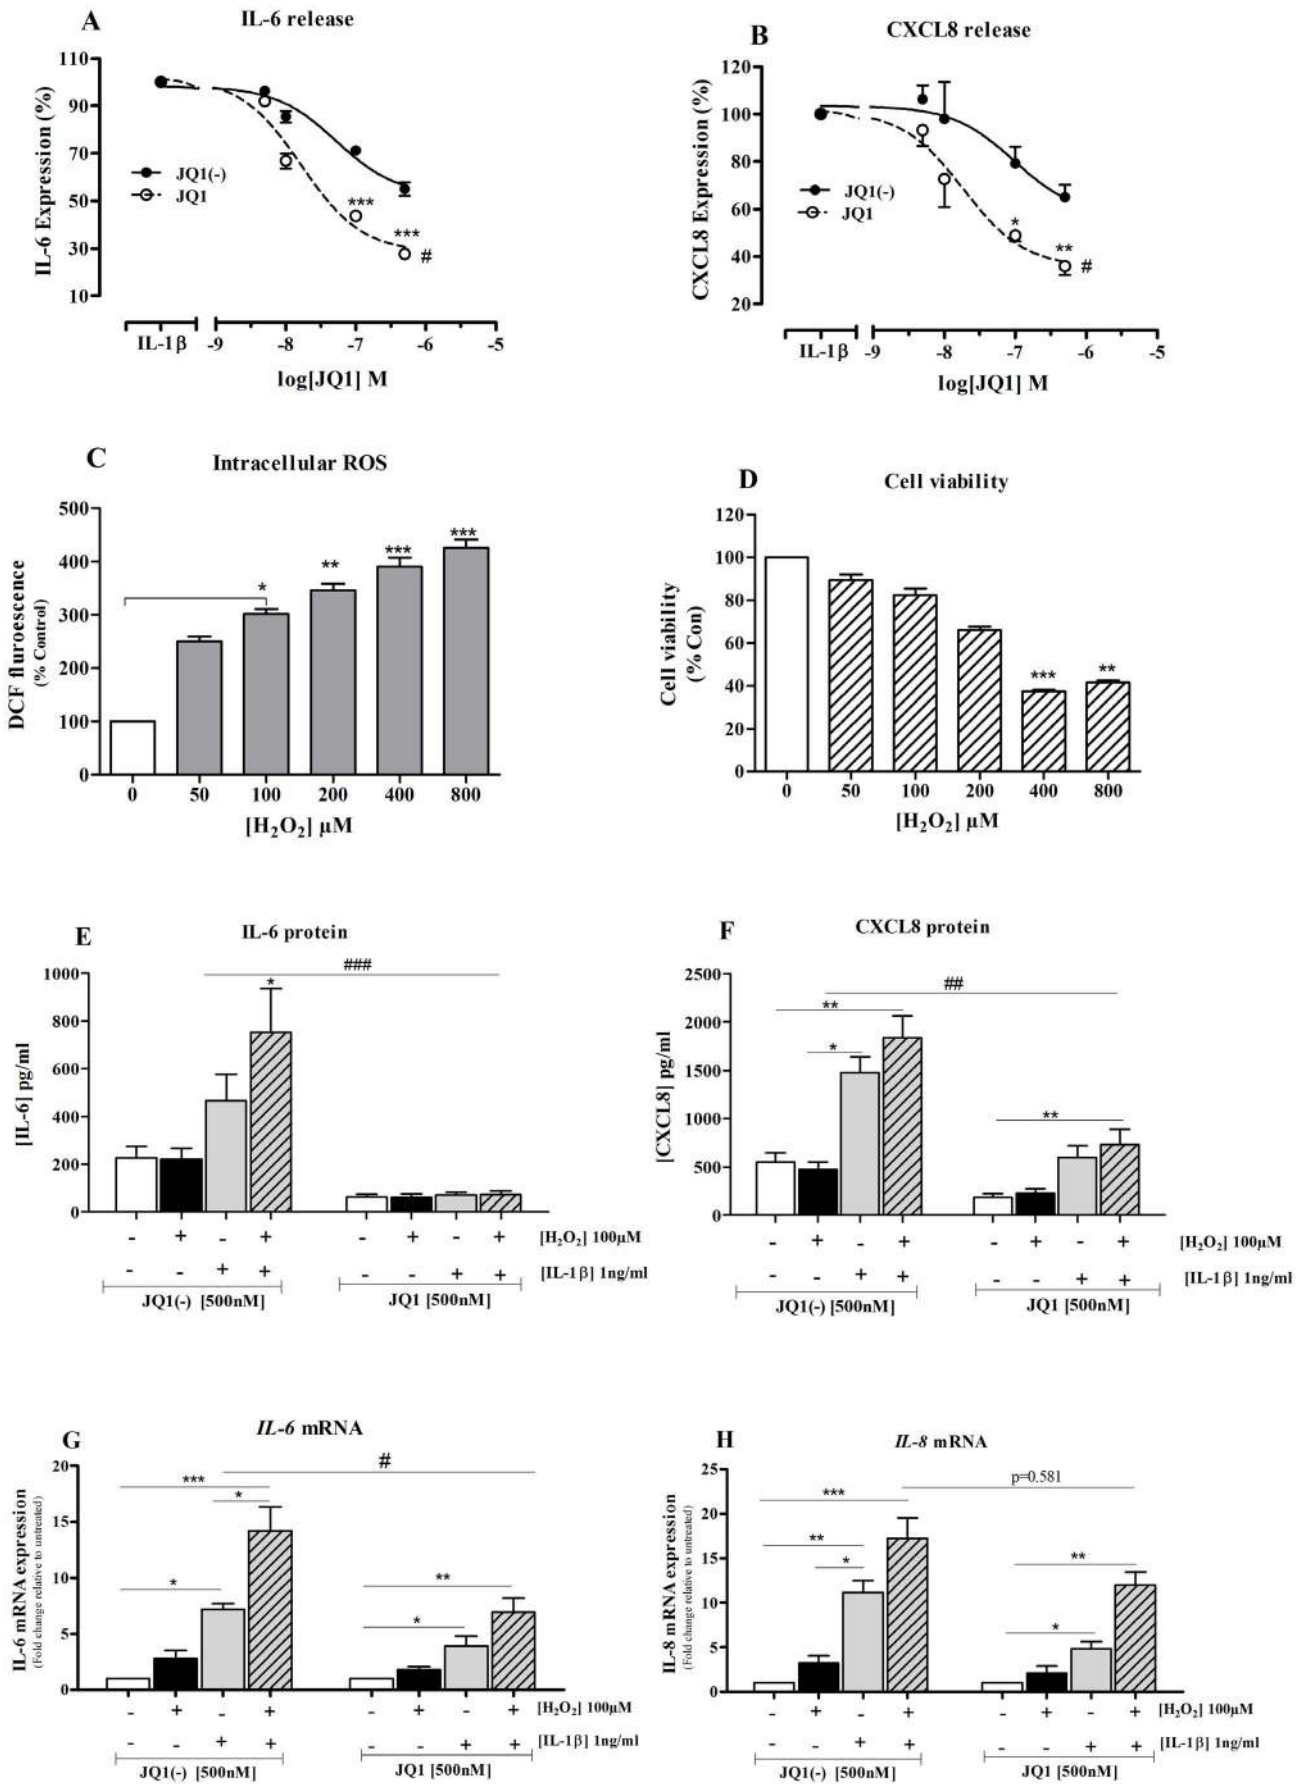 A
IL-6 release
IL-6 Expression (%)
110
90
70
50
30
10
JQ1(-)
JQ1
***
***
#
IL-1β
-9
-8
-7
-6
-5
log[JQ1] M
B
CXCL8 release
CXCL8 Expression (%)
120
100
80
60
40
20
JQ1(-)
JQ1
*
**
#
IL-1β
-9
-8
-7
-6
-5
log[JQ1] M
C
Intracellular ROS
DCF fluroescence
(% Control)
500
400
300
200
100
0
*
**
***
***
0
50
100
200
400
800
[H₂O₂] µM
D
Cell viability
Cell viability
(% Con)
120
100
80
60
40
20
0
***
**
0
50
100
200
400
800
[H₂O₂] µM
E
IL-6 protein
[IL-6] pg/ml
1000
800
600
400
200
0
###
*
- + - + - + - + [H₂O₂] 100µM
- - + + - - + + [IL-1β] 1ng/ml
JQ1(-) [500nM]
JQ1 [500nM]
F
CXCL8 protein
[CXCL8] pg/ml
2500
2000
1500
1000
500
0
##
**
*
**
- + - + - + - + [H₂O₂] 100µM
- - + + - - + + [IL-1β] 1ng/ml
JQ1(-) [500nM]
JQ1 [500nM]
G
IL-6 mRNA
IL-6 mRNA expression
(Fold change relative to untreated)
20
15
10
5
0
#
***
*
*
**
*
- + - + - + - + [H₂O₂] 100µM
- - + + - - + + [IL-1β] 1ng/ml
JQ1(-) [500nM]
JQ1 [500nM]
H
IL-8 mRNA
IL-8 mRNA expression
(Fold change relative to untreated)
25
20
15
10
5
0
p=0.581
***
**
*
**
*
- + - + - + - + [H₂O₂] 100µM
- - + + - - + + [IL-1β] 1ng/ml
JQ1(-) [500nM]
JQ1 [500nM]